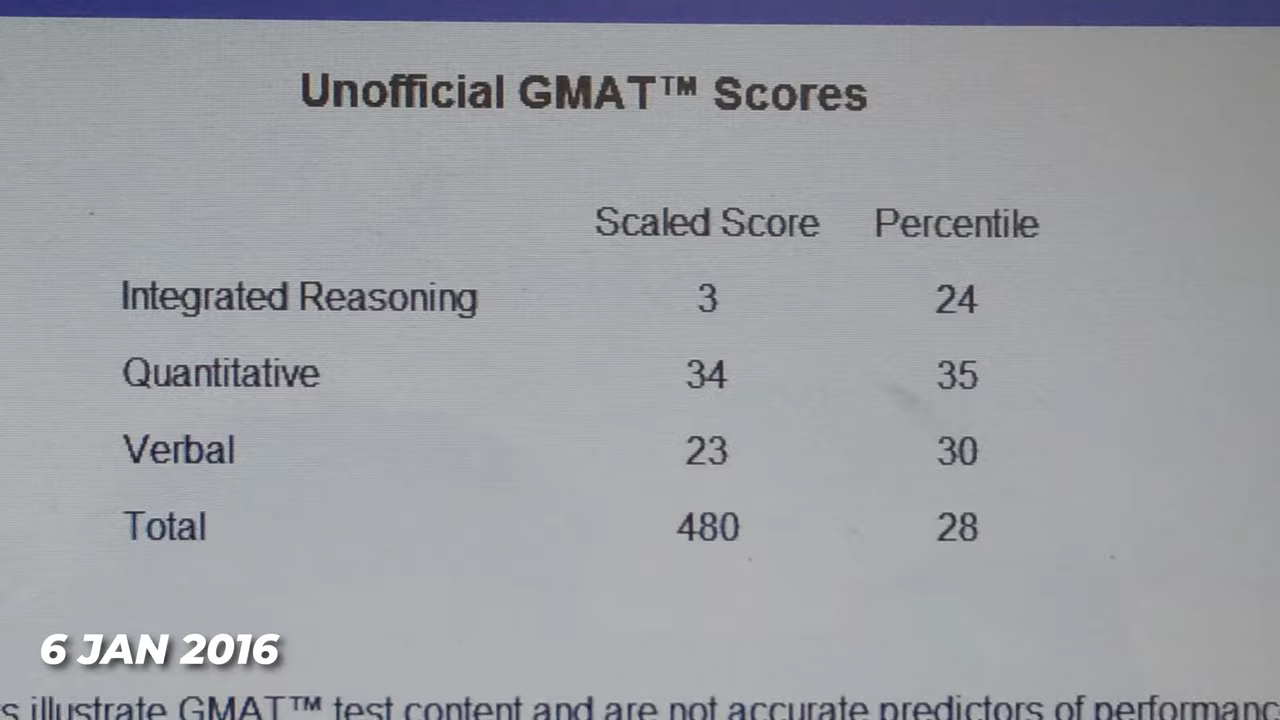 Unofficial GMAT™ Scores
Scaled Score Percentile
Integrated Reasoning 3 24
Quantitative 34 35
Verbal 23 30
Total 480 28
6 JAN 2016
illustrate GMAT™ test content and are not accurate predictors of